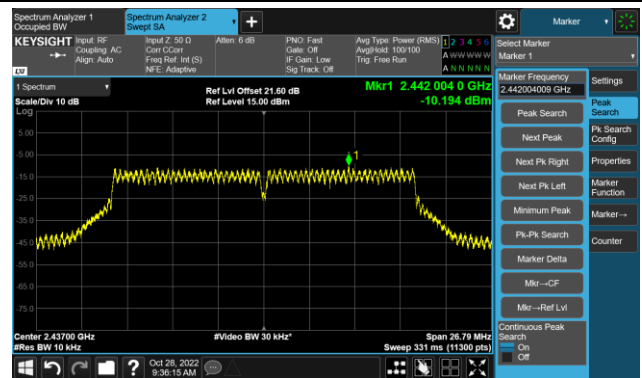 Spectrum Analyzer 1
Occupied BW
Spectrum Analyzer 2
Swept SA
Marker
KEYSIGHT
Input: RF
Coupling: AC
Align: Auto
Input Z: 50 Ω
Corr CCorr
Freq Ref: Int (S)
NFE: Adaptive
Atten: 6 dB
PNO: Fast
Gate: Off
IF Gain: Low
Sig Track: Off
Avg Type: Power (RMS)
Avg|Hold: 100/100
Trig: Free Run
1 2 3 4 5 6
A W W W W W
A N N N N N
LXI
Select Marker
Marker 1
1 Spectrum
Scale/Div 10 dB
Log
Ref Lvl Offset 21.60 dB
Ref Level 15.00 dBm
Mkr1 2.442 004 0 GHz
-10.194 dBm
5.00
-5.00
-15.0
-25.0
-35.0
-45.0
-55.0
-65.0
-75.0
1
Center 2.43700 GHz
#Res BW 10 kHz
#Video BW 30 kHz*
Span 26.79 MHz
Sweep 331 ms (11300 pts)
Marker Frequency
2.442004009 GHz
Peak Search
Next Peak
Next Pk Right
Next Pk Left
Minimum Peak
Pk-Pk Search
Marker Delta
Mkr→CF
Mkr→Ref Lvl
Continuous Peak
Search
On
Off
Settings
Peak
Search
Pk Search
Config
Properties
Marker
Function
Marker→
Counter
Oct 28, 2022
9:36:15 AM